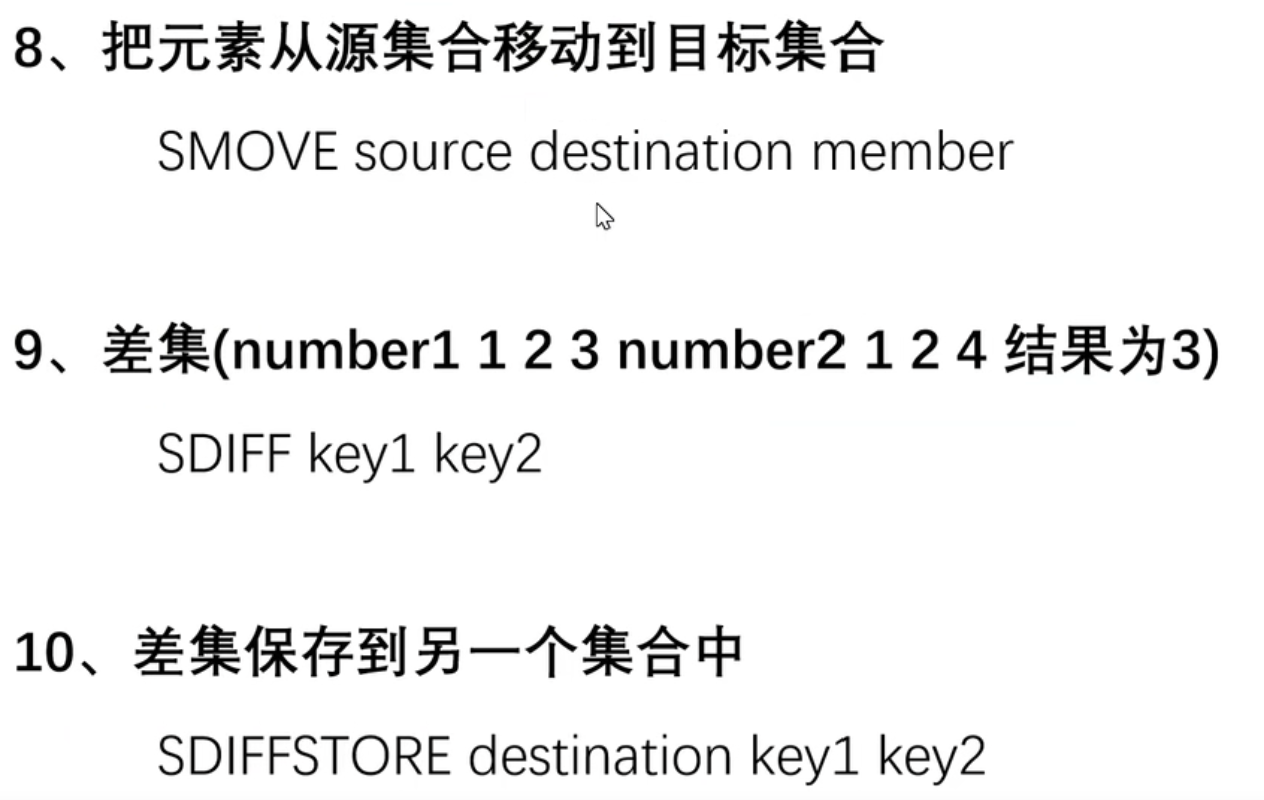 8、把元素从源集合移动到目标集合
SMOVE source destination member
9、差集(number1 1 2 3 number2 1 2 4 结果为3)
SDIFF key1 key2
10、差集保存到另一个集合中
SDIFFSTORE destination key1 key2